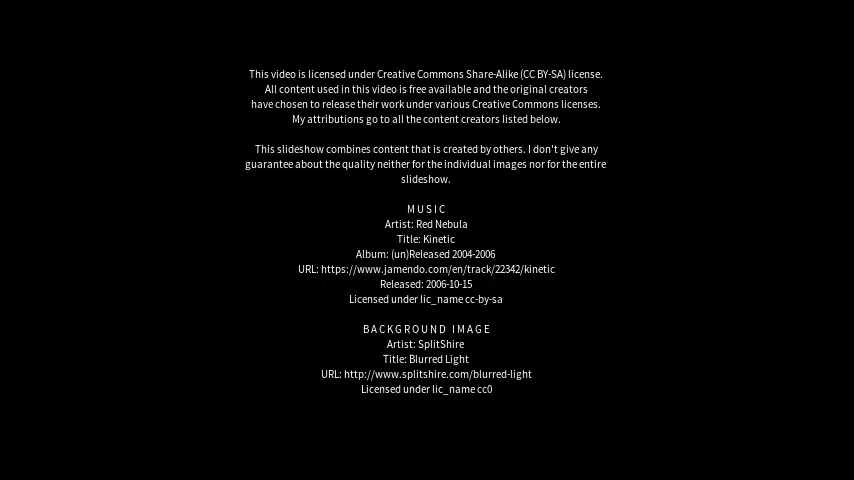 This video is licensed under Creative Commons Share-Alike (CC BY-SA) license.
All content used in this video is free available and the original creators
have chosen to release their work under various Creative Commons licenses.
My attributions go to all the content creators listed below.
This slideshow combines content that is created by others. I don't give any
guarantee about the quality neither for the individual images nor for the entire
slideshow.
MUSIC
Artist: Red Nebula
Title: Kinetic
Album: (un)Released 2004-2006
URL: https://www.jamendo.com/en/track/22342/kinetic
Released: 2006-10-15
Licensed under lic_name cc-by-sa
BACKGROUND IMAGE
Artist: SplitShire
Title: Blurred Light
URL: http://www.splitshire.com/blurred-light
Licensed under lic_name cc0